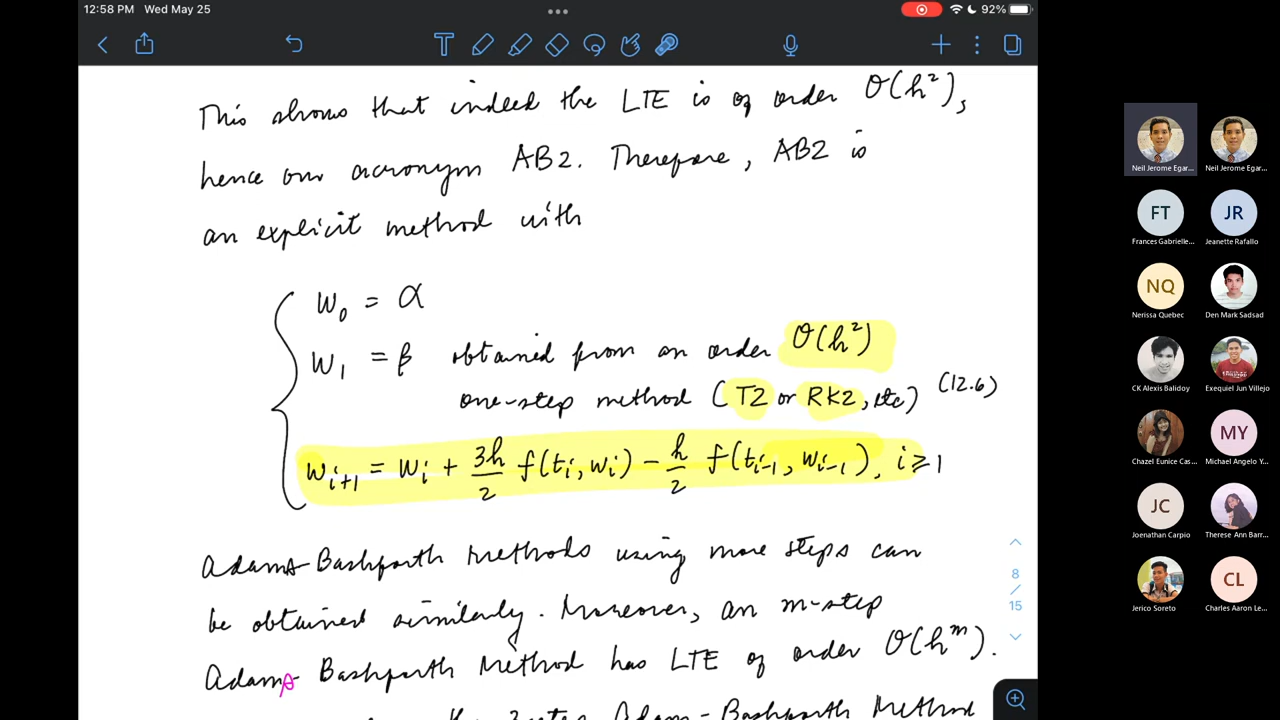 12:58 PM Wed May 25
92%
This shows that indeed the LTE is of order O(h²),
hence our acronym AB2. Therefore, AB2 is
an explicit method with
w₀ = α
w₁ = β obtained from an order O(h²)
one-step method (T2 or RK2, etc) (12.6)
wᵢ₊₁ = wᵢ + 3h/2 f(tᵢ, wᵢ) - h/2 f(tᵢ₋₁, wᵢ₋₁), i ≥ 1
Adams-Bashforth Methods using more steps can
be obtained similarly. Moreover, an m-step
Adams-Bashforth Method has LTE of order O(hᵐ).
Adam-Bashforth Method
8
/
15
Neil Jerome Egar... Neil Jerome Egar...
FT JR
Frances Gabrielle... Jeanette Rafallo
NQ
Nerissa Quebec Den Mark Sadsad
CK Alexis Balidoy Exequiel Jun Villejo
MY
Chazel Eunice Cas... Michael Angelo Y...
JC
Joenathan Carpio Therese Ann Barr...
CL
Jerico Soreto Charles Aaron Le...